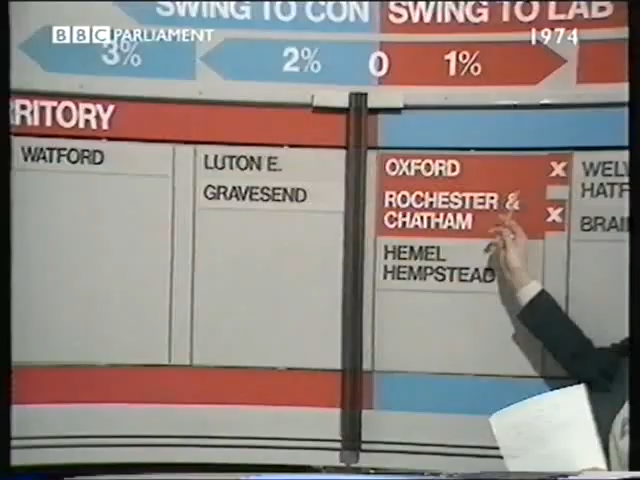 SWING TO CON
SWING TO LAB
BBC PARLIAMENT
1974
3%
2%
0
1%
RITORY
WATFORD
LUTON E.
GRAVESEND
OXFORD X
ROCHESTER &
CHATHAM X
HEMEL
HEMPSTEAD
WELW
HATF
BRAI